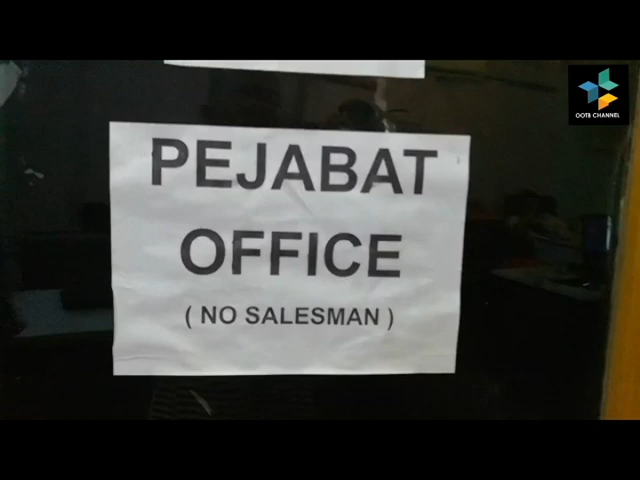 OOTB CHANNEL
PEJABAT
OFFICE
( NO SALESMAN )